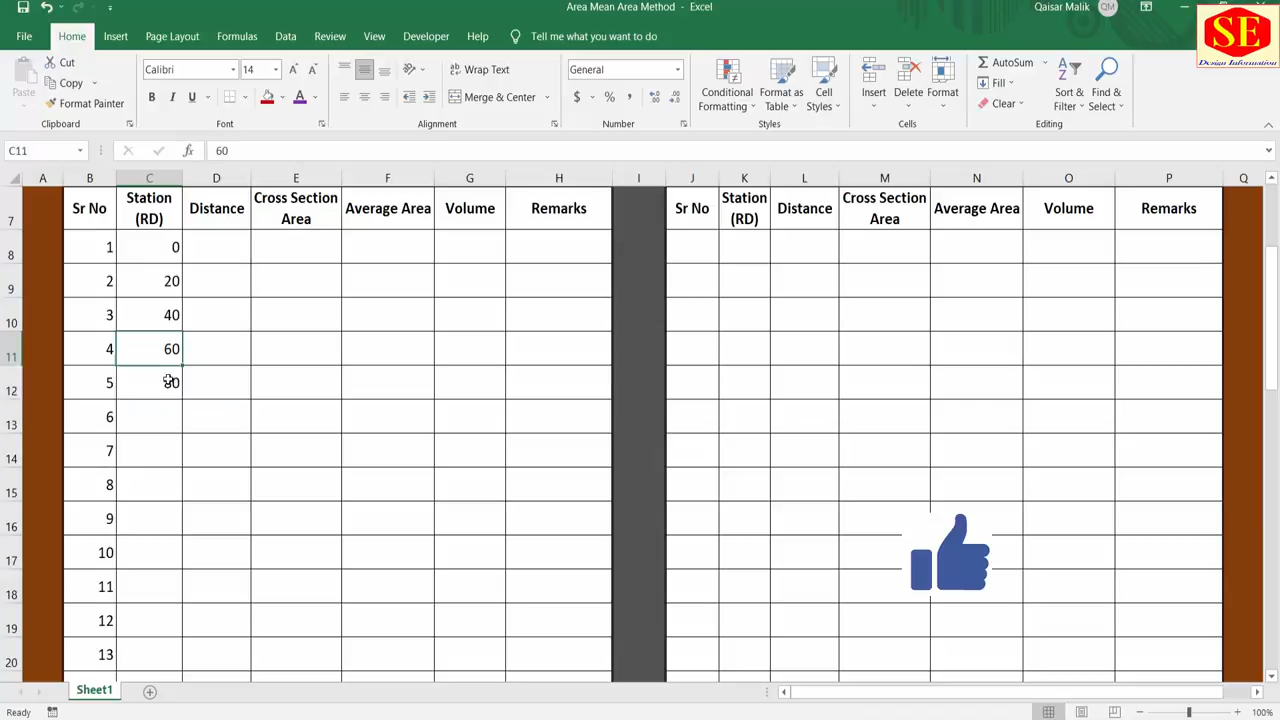 Area Mean Area Method - Excel
Qaisar Malik
QM
SE
Design Information
File
Home
Insert
Page Layout
Formulas
Data
Review
View
Developer
Help
Tell me what you want to do
Paste
Cut
Copy
Format Painter
Clipboard
Calibri
14
B I U
Font
Wrap Text
Merge & Center
Alignment
General
$ % ,
Number
Conditional
Formatting
Format as
Table
Cell
Styles
Styles
Insert
Delete
Format
Cells
AutoSum
Fill
Clear
Sort &
Filter
Find &
Select
Editing
C11
fx
60
A B C D E F G H I J K L M N O P Q
7 Sr No Station (RD) Distance Cross Section Area Average Area Volume Remarks Sr No Station (RD) Distance Cross Section Area Average Area Volume Remarks
8 1 0
9 2 20
10 3 40
11 4 60
12 5 80
13 6
14 7
15 8
16 9
17 10
18 11
19 12
20 13
Sheet1
Ready
100%